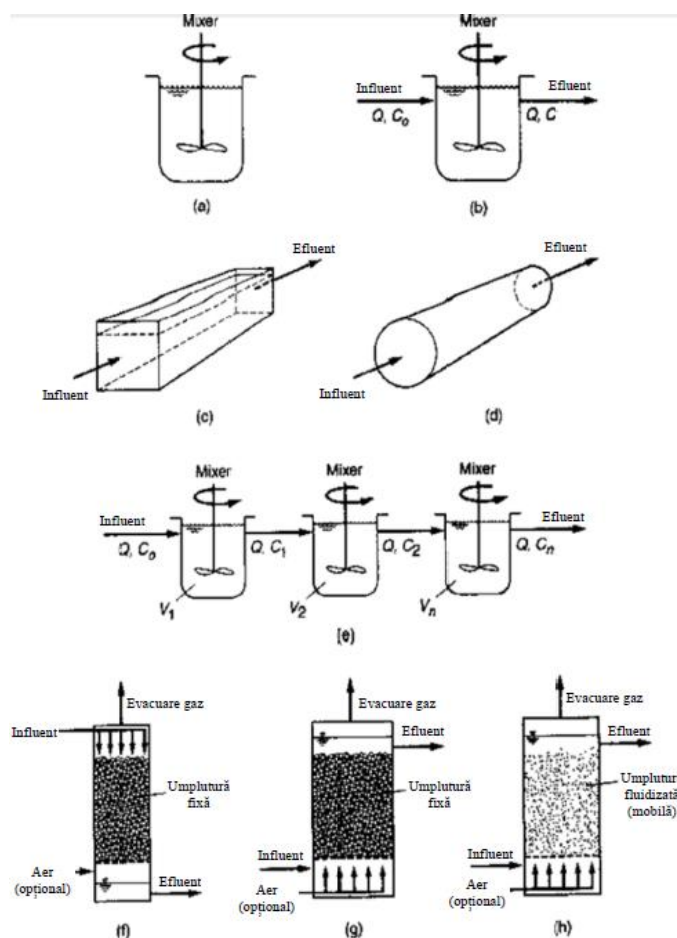 Mixer
(a)
Mixer
Influent
Efluent
Q, C₀
Q, C
(b)
Efluent
Influent
(c)
Efluent
Influent
(d)
Mixer
Mixer
Mixer
Influent
Efluent
Q, C₀
Q, C₁
Q, C₂
Q, Cₙ
V₁
V₂
Vₙ
(e)
Evacuare gaz
Influent
Umplutură
fixă
Aer
(opțional)
Efluent
(f)
Evacuare gaz
Efluent
Umplutură
fixă
Influent
Aer
(opțional)
(g)
Evacuare gaz
Efluent
Umplutur
fluidizată
(mobilă)
Influent
Aer
(opțional)
(h)